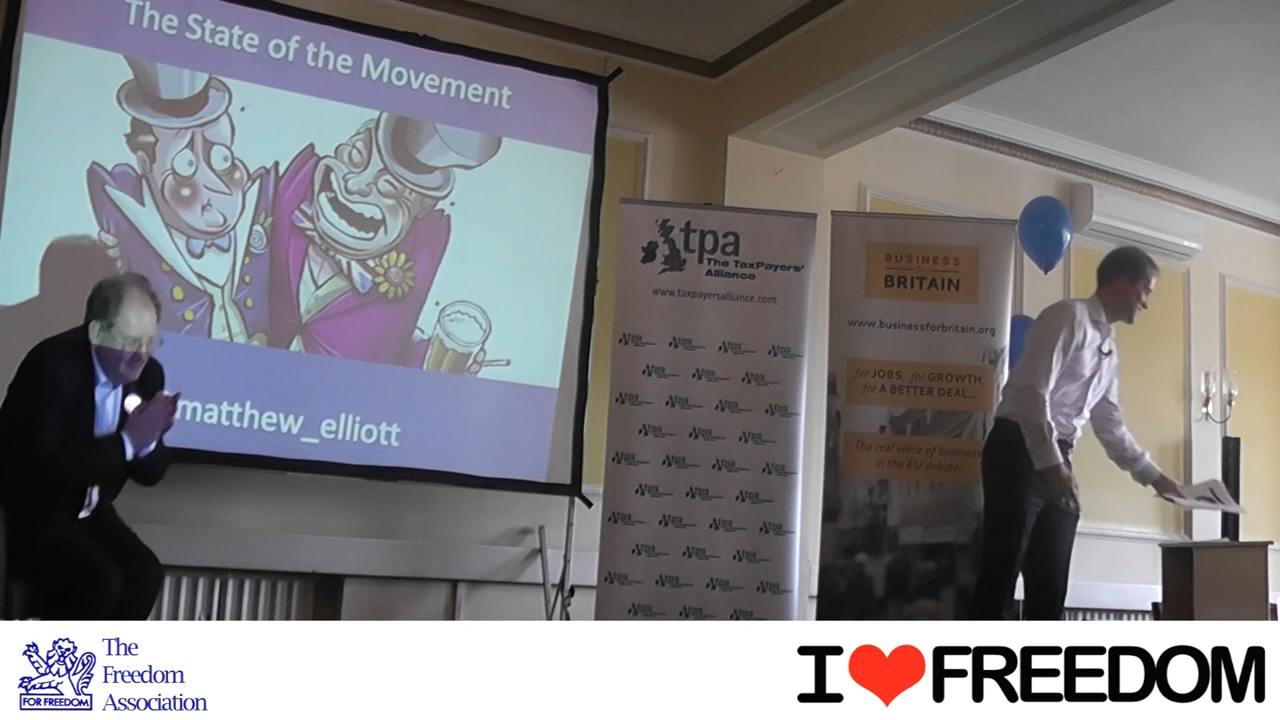 The State of the Movement
matthew_elliott
tpa
The TaxPayers'
Alliance
www.taxpayersalliance.com
BUSINESS
for
BRITAIN
www.businessforbritain.org
for JOBS, for GROWTH,
for A BETTER DEAL...
The real voice of business
in the EU debate
The
Freedom
Association
FOR FREEDOM
I FREEDOM